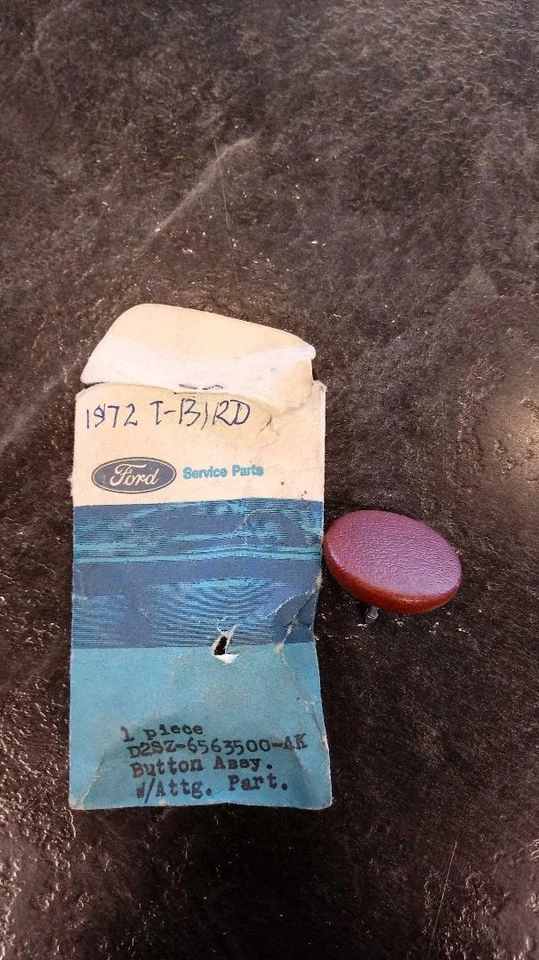 1972 T-BIRD
Ford Service Parts
1 piece
D2SZ-6563500-AK
Button Assy.
W/Attg. Part.